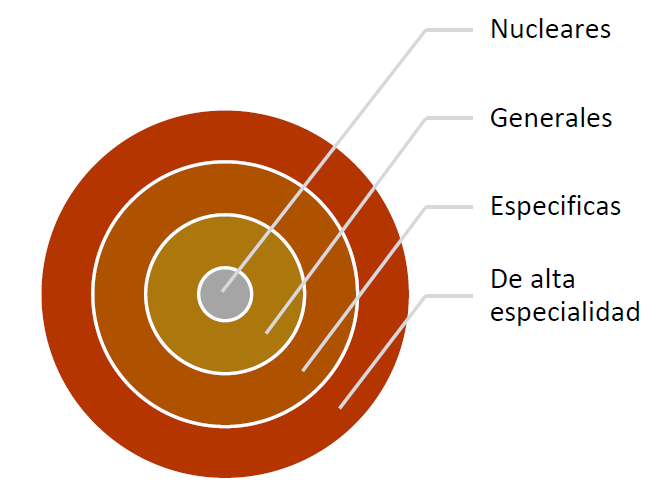 Nucleares
Generales
Especificas
De alta
especialidad